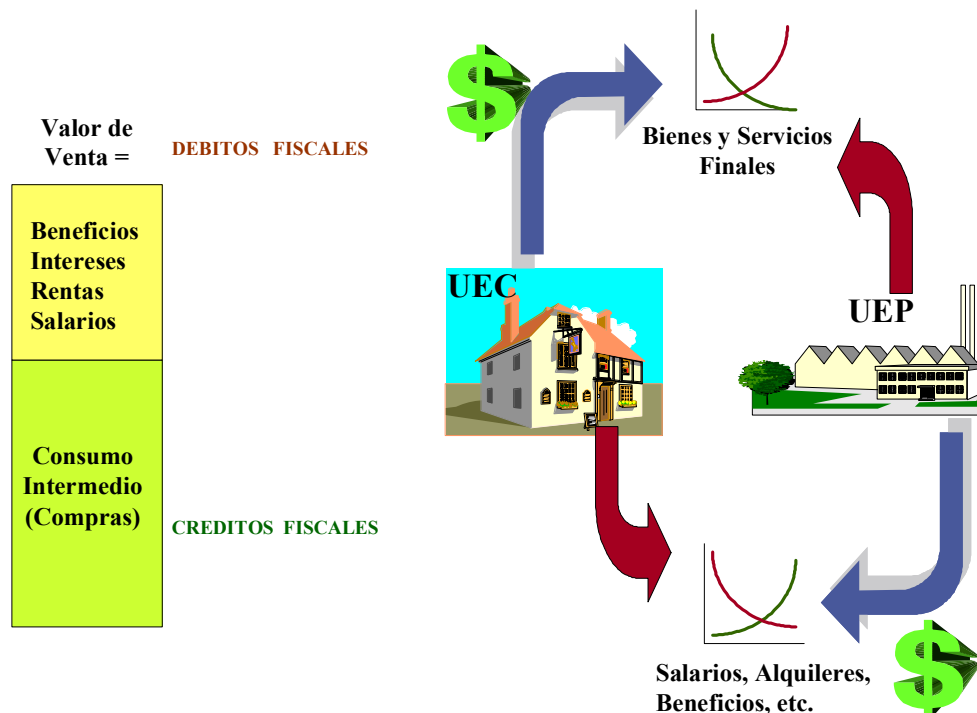 Valor de
Venta =
DEBITOS FISCALES
Beneficios
Intereses
Rentas
Salarios
Consumo
Intermedio
(Compras)
CREDITOS FISCALES
$
Bienes y Servicios
Finales
UEC
UEP
Salarios, Alquileres,
Beneficios, etc.
$